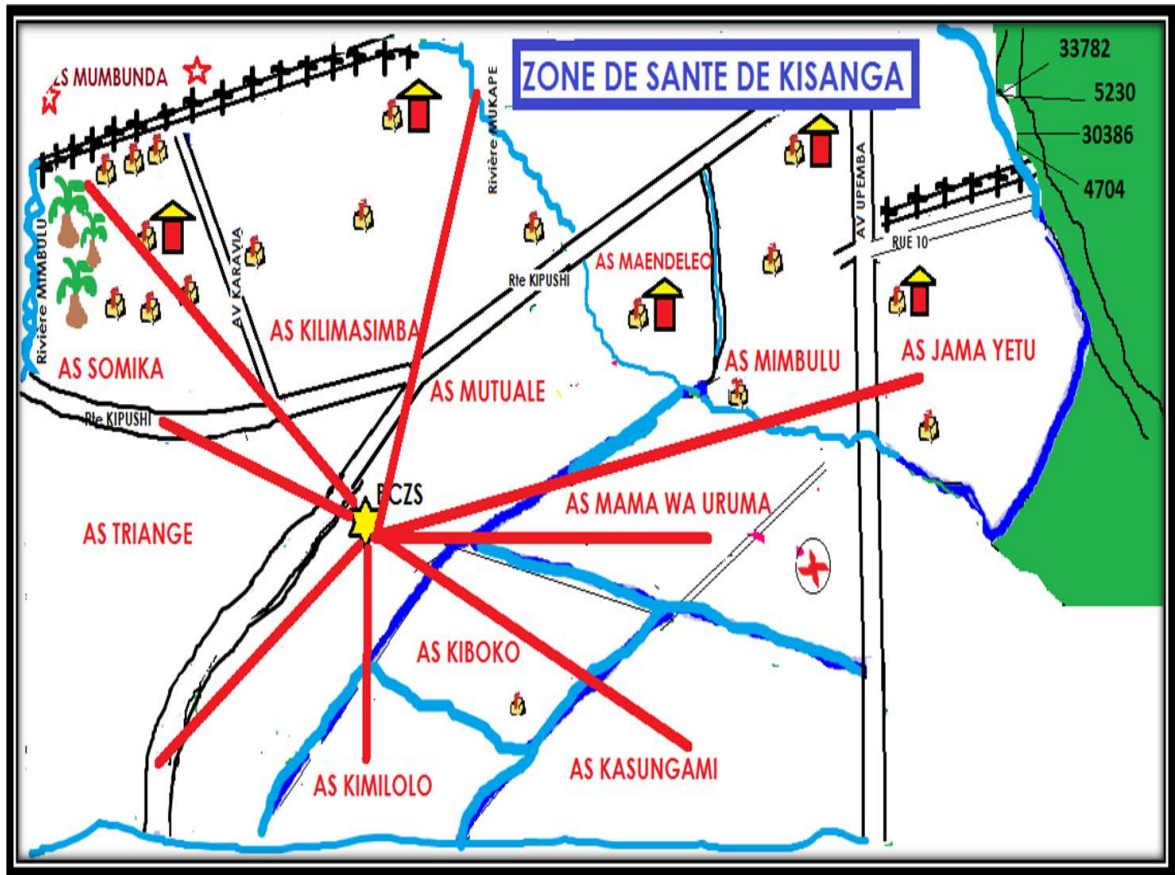 ZONE DE SANTE DE KISANGA
33782
5230
30386
4704
AS MUMBUNDA
Rivière MUKAPE
Rivière MIMBULU
AV KARAVIA
AV UPEMBA
RUE 10
Rte KIPUSHI
AS MAENDELEO
AS KILIMASIMBA
AS SOMIKA
AS MUTUALE
AS MIMBULU
AS JAMA YETU
Rte KIPUSHI
AS MAMA WA URUMA
AS TRIANGE
AS KIBOKO
AS KIMILOLO
AS KASUNGAMI